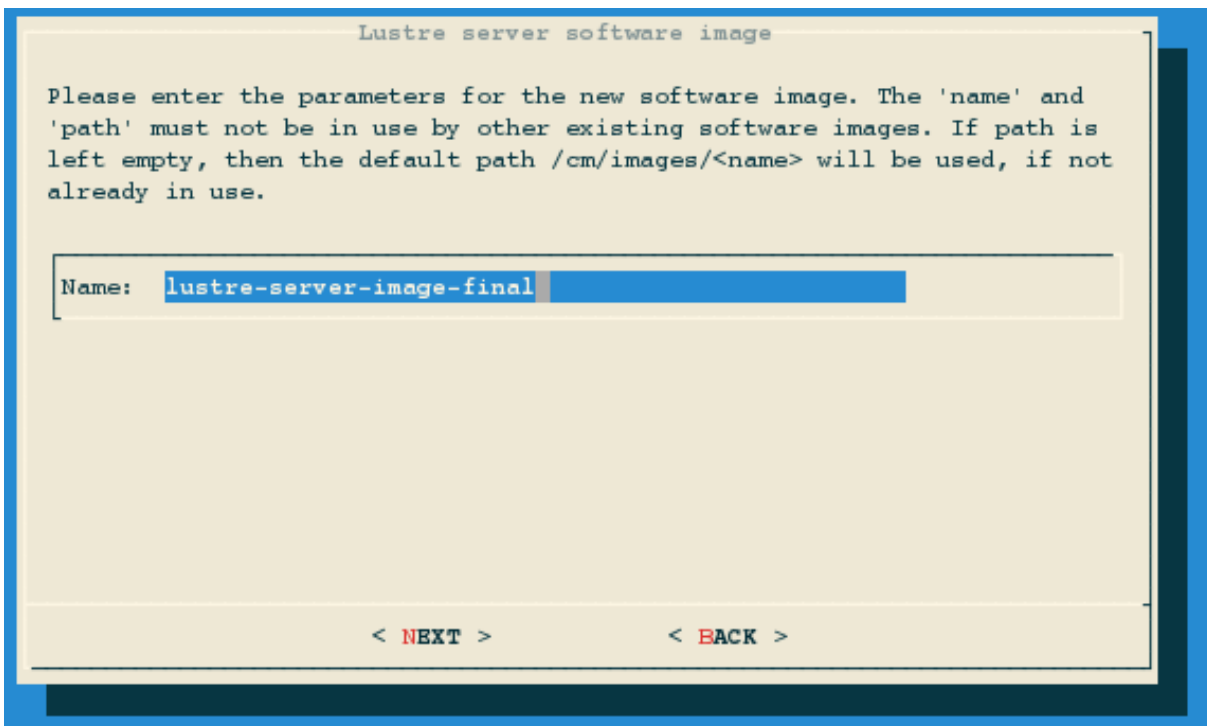 Lustre server software image
Please enter the parameters for the new software image. The 'name' and
'path' must not be in use by other existing software images. If path is
left empty, then the default path /cm/images/<name> will be used, if not
already in use.
Name: lustre-server-image-final
< NEXT > < BACK >